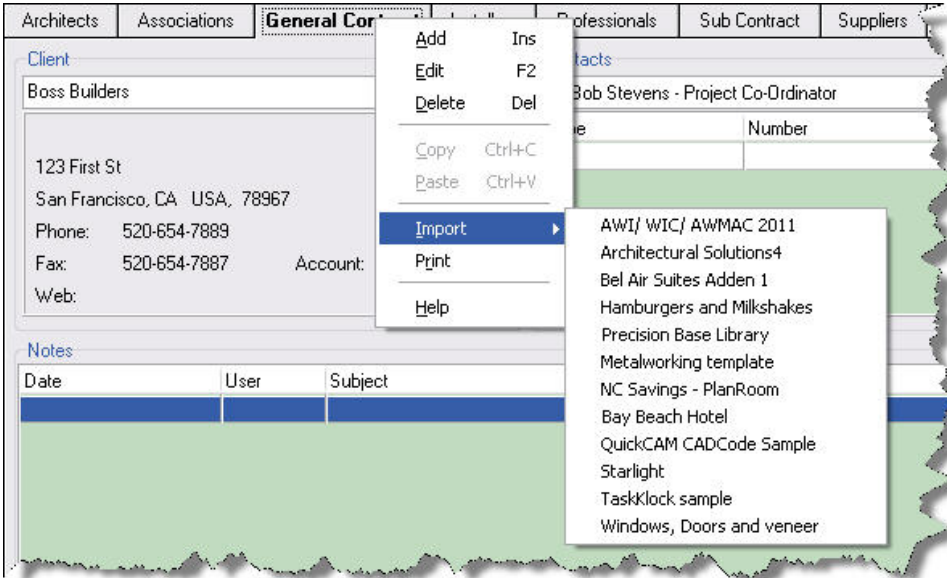 Architects Associations General Cont Professionals Sub Contract Suppliers
Add Ins
Edit F2
Delete Del
Copy Ctrl+C
Paste Ctrl+V
Import
Print
Help
Client
Boss Builders
123 First St
San Francisco, CA USA, 78967
Phone: 520-654-7889
Fax: 520-654-7887 Account:
Web:
tacts
Bob Stevens - Project Co-Ordinator
Number
AWI/ WIC/ AWMAC 2011
Architectural Solutions4
Bel Air Suites Adden 1
Hamburgers and Milkshakes
Precision Base Library
Metalworking template
NC Savings - PlanRoom
Bay Beach Hotel
QuickCAM CADCode Sample
Starlight
TaskKlock sample
Windows, Doors and veneer
Notes
Date User Subject